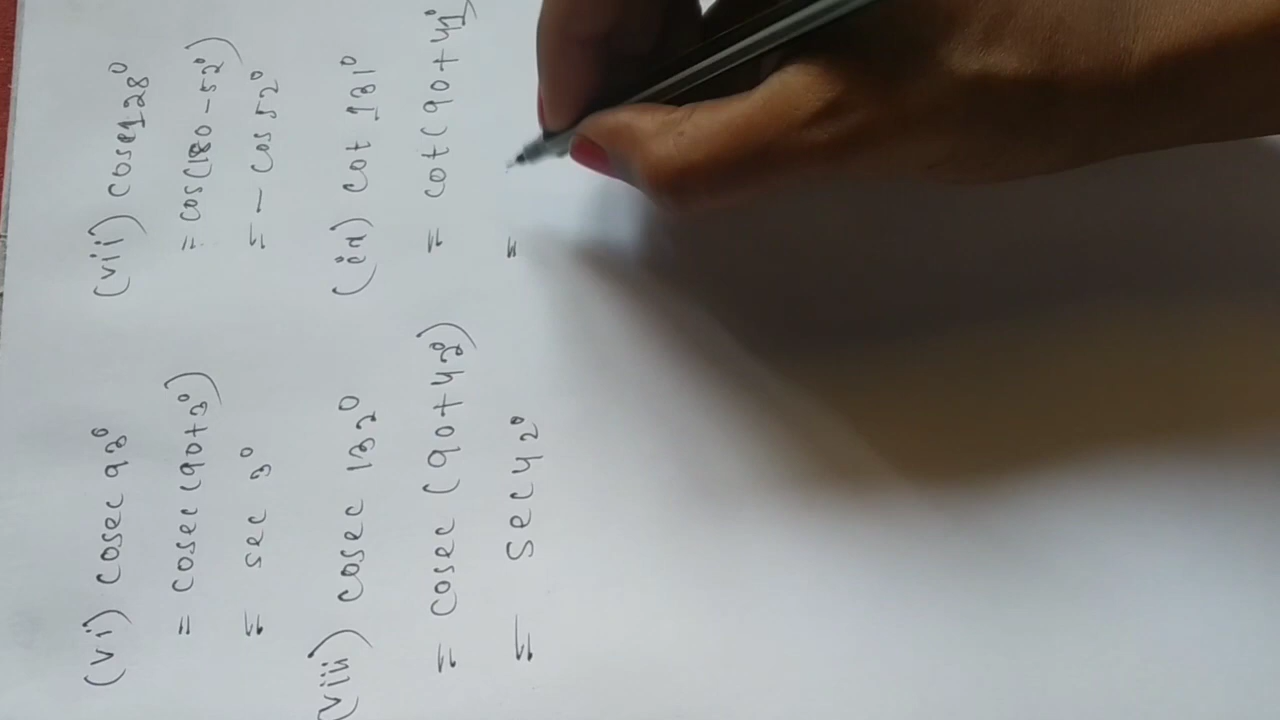 (vi) cosec 93°
= cosec (90+3°)
= sec 3°
(vii) cos 128°
= cos(180-52°)
= - cos 52°
(viii) cosec 132°
= cosec (90+42°)
= sec 42°
(ix) cot 131°
= cot (90+41°
=